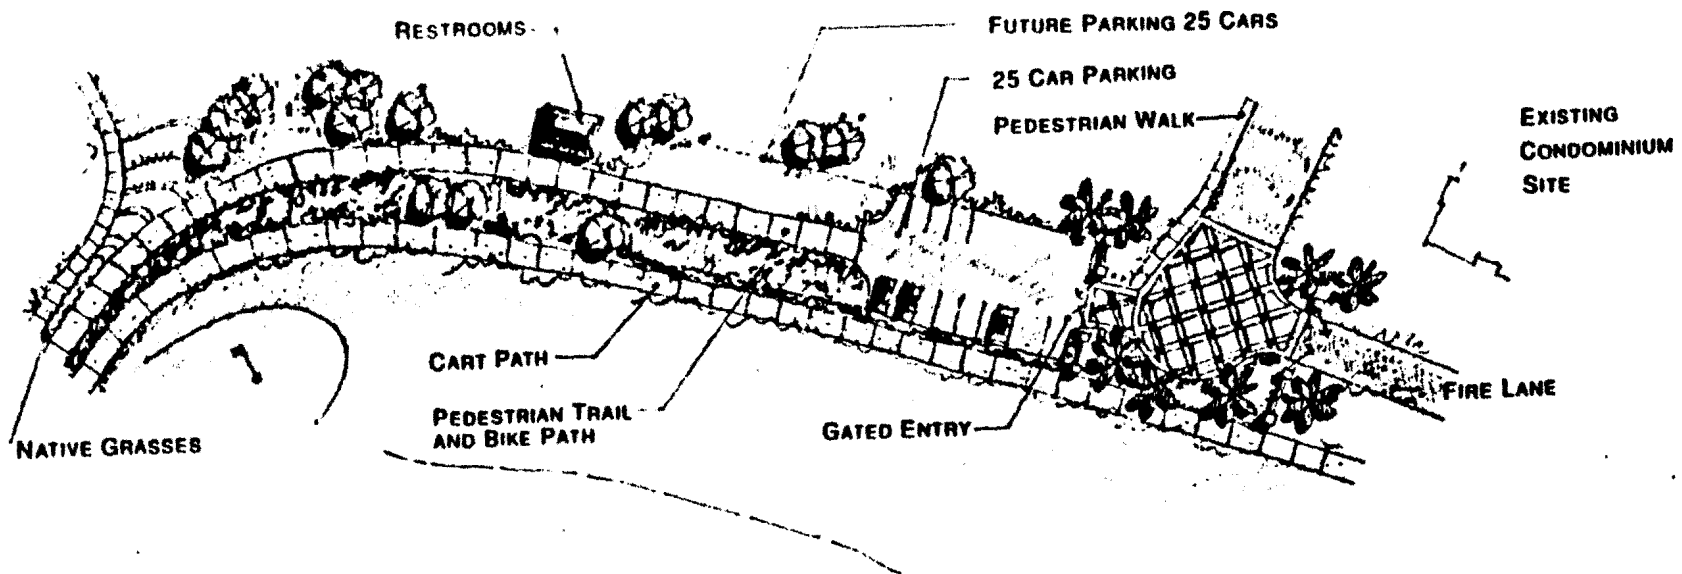 RESTROOMS
FUTURE PARKING 25 CARS
25 CAR PARKING
PEDESTRIAN WALK
EXISTING
CONDOMINIUM
SITE
CART PATH
PEDESTRIAN TRAIL
AND BIKE PATH
GATED ENTRY
FIRE LANE
NATIVE GRASSES